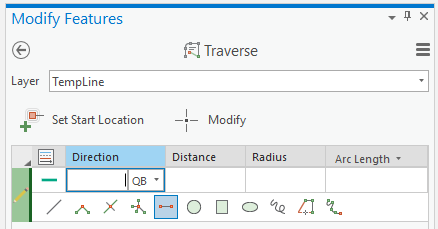 Modify Features
Traverse
Layer TempLine
Set Start Location Modify
Direction Distance Radius Arc Length
QB